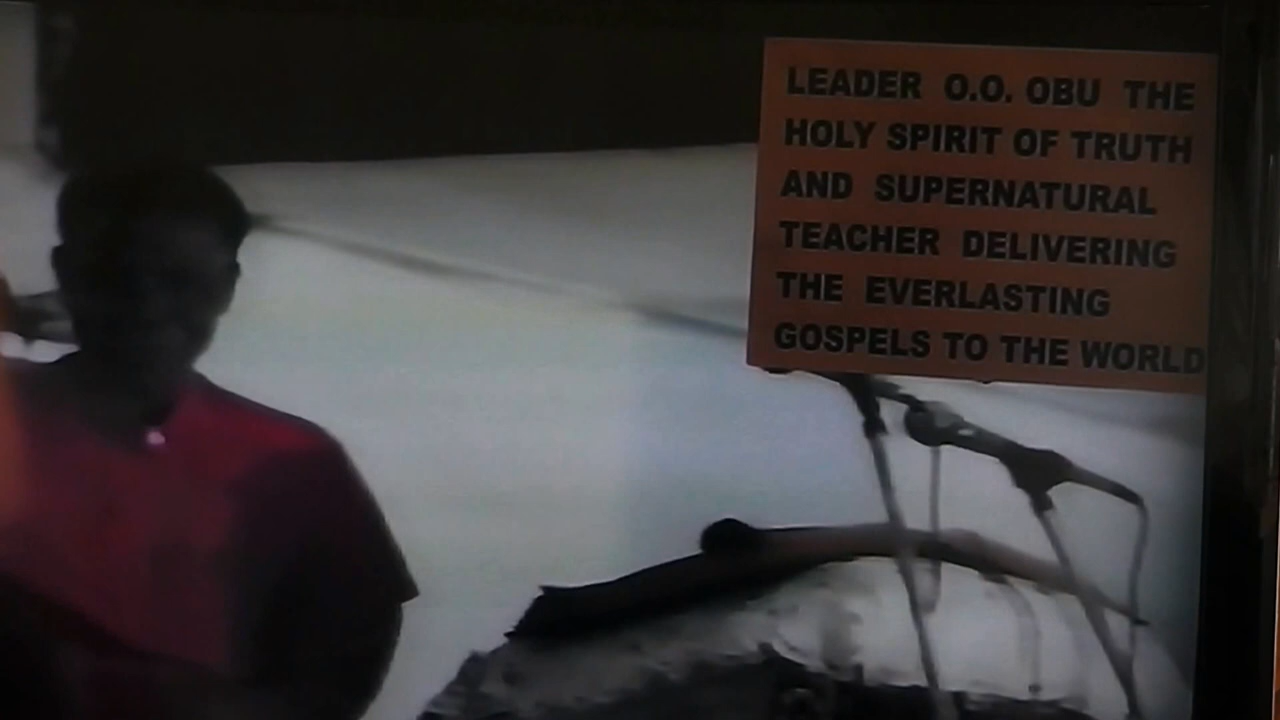 LEADER O.O. OBU THE
HOLY SPIRIT OF TRUTH
AND SUPERNATURAL
TEACHER DELIVERING
THE EVERLASTING
GOSPELS TO THE WORLD